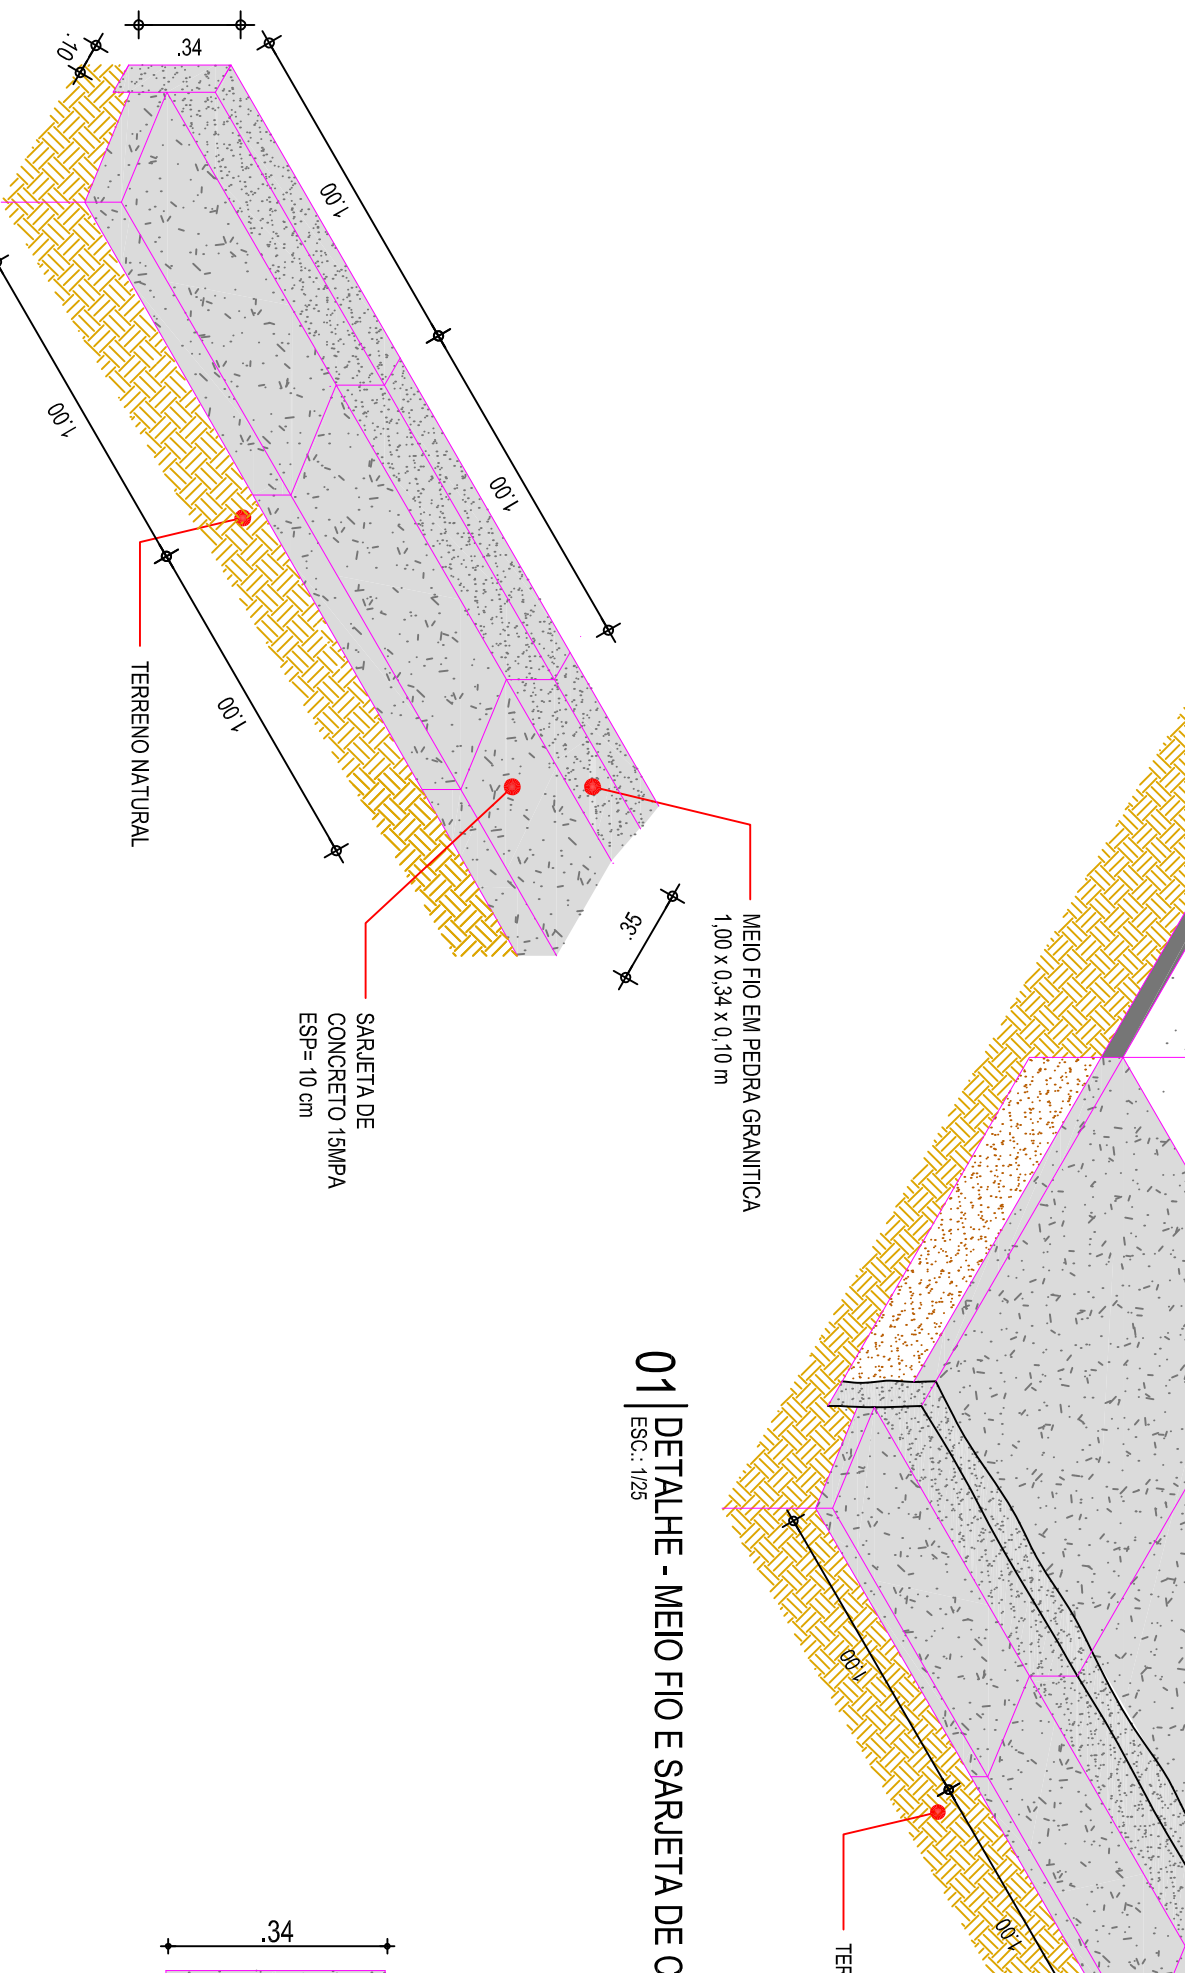 .10
.34
1.00
1.00
1.00
1.00
.35
MEIO FIO EM PEDRA GRANITICA
1,00 x 0,34 x 0,10 m
SARJETA DE
CONCRETO 15MPA
ESP= 10 cm
TERRENO NATURAL
01
DETALHE - MEIO FIO E SARJETA DE
ESC.: 1/25
1.00
1.00
.34